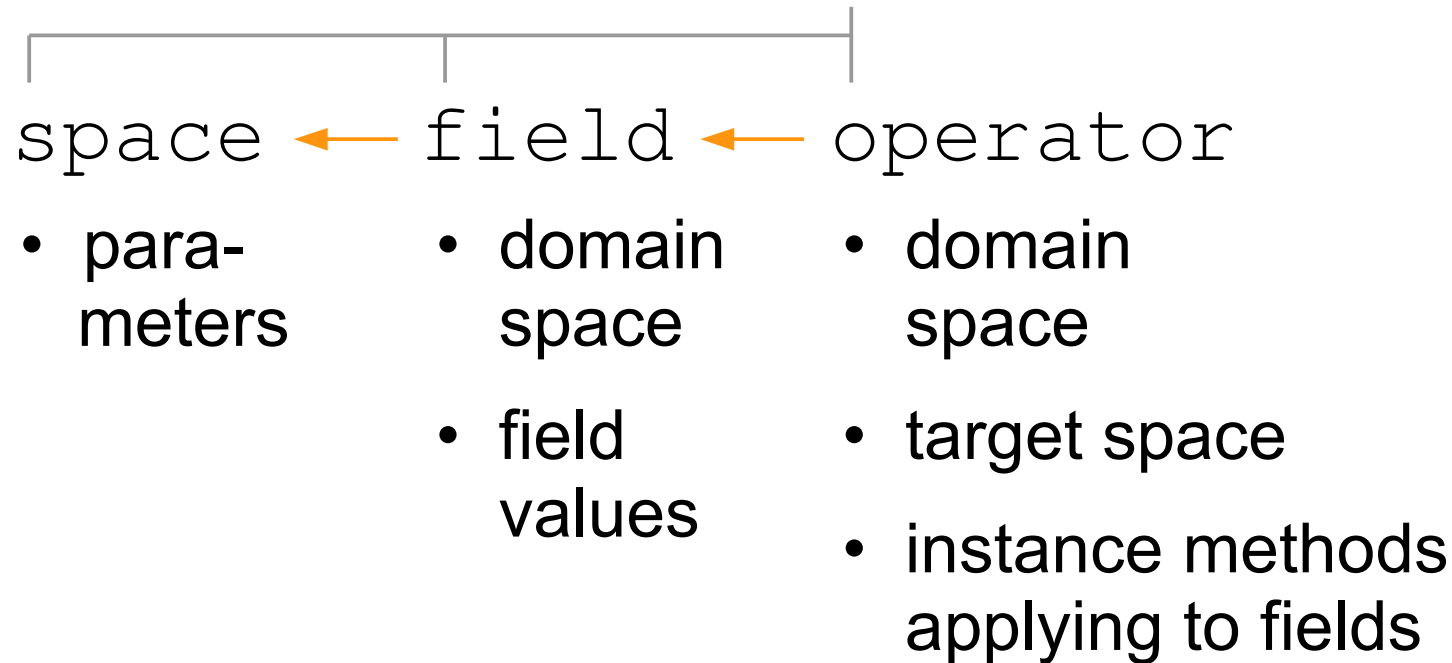 space field operator
• para-
meters
• domain
space
• field
values
• domain
space
• target space
• instance methods
applying to fields